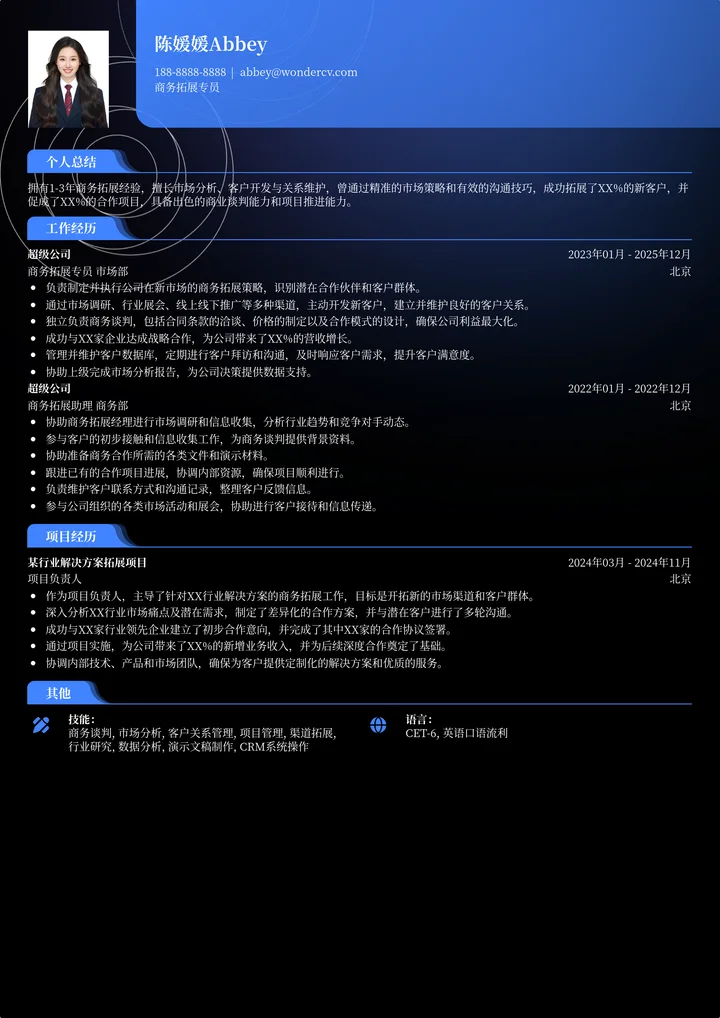 陈媛媛Abbey
188-8888-8888 | abbey@wondercv.com
商务拓展专员
个人总结
拥有1-3年商务拓展经验，擅长市场分析、客户开发与关系维护，曾通过精准的市场策略和有效的沟通技巧，成功拓展了XX%的新客户，并
促成了XX%的合作项目，具备出色的商业谈判能力和项目推进能力。
工作经历
超级公司 2023年01月 - 2025年12月
商务拓展专员 市场部 北京
• 负责制定并执行公司在新市场的商务拓展策略，识别潜在合作伙伴和客户群体。
• 通过市场调研、行业展会、线上线下推广等多种渠道，主动开发新客户，建立并维护良好的客户关系。
• 独立负责商务谈判，包括合同条款的洽谈、价格的制定以及合作模式的设计，确保公司利益最大化。
• 成功与XX家企业达成战略合作，为公司带来了XX%的营收增长。
• 管理并维护客户数据库，定期进行客户拜访和沟通，及时响应客户需求，提升客户满意度。
• 协助上级完成市场分析报告，为公司决策提供数据支持。
超级公司 2022年01月 - 2022年12月
商务拓展助理 商务部 北京
• 协助商务拓展经理进行市场调研和信息收集，分析行业趋势和竞争对手动态。
• 参与客户的初步接触和信息收集工作，为商务谈判提供背景资料。
• 协助准备商务合作所需的各类文件和演示材料。
• 跟进已有的合作项目进展，协调内部资源，确保项目顺利进行。
• 负责维护客户联系方式和沟通记录，整理客户反馈信息。
• 参与公司组织的各类市场活动和展会，协助进行客户接待和信息传递。
项目经历
某行业解决方案拓展项目 2024年03月 - 2024年11月
项目负责人 北京
• 作为项目负责人，主导了针对XX行业解决方案的商务拓展工作，目标是开拓新的市场渠道和客户群体。
• 深入分析XX行业市场痛点及潜在需求，制定了差异化的合作方案，并与潜在客户进行了多轮沟通。
• 成功与XX家行业领先企业建立了初步合作意向，并完成了其中XX家的合作协议签署。
• 通过项目实施，为公司带来了XX%的新增业务收入，并为后续深度合作奠定了基础。
• 协调内部技术、产品和市场团队，确保为客户提供定制化的解决方案和优质的服务。
其他
技能：
商务谈判, 市场分析, 客户关系管理, 项目管理, 渠道拓展,
行业研究, 数据分析, 演示文稿制作, CRM系统操作
语言：
CET-6, 英语口语流利